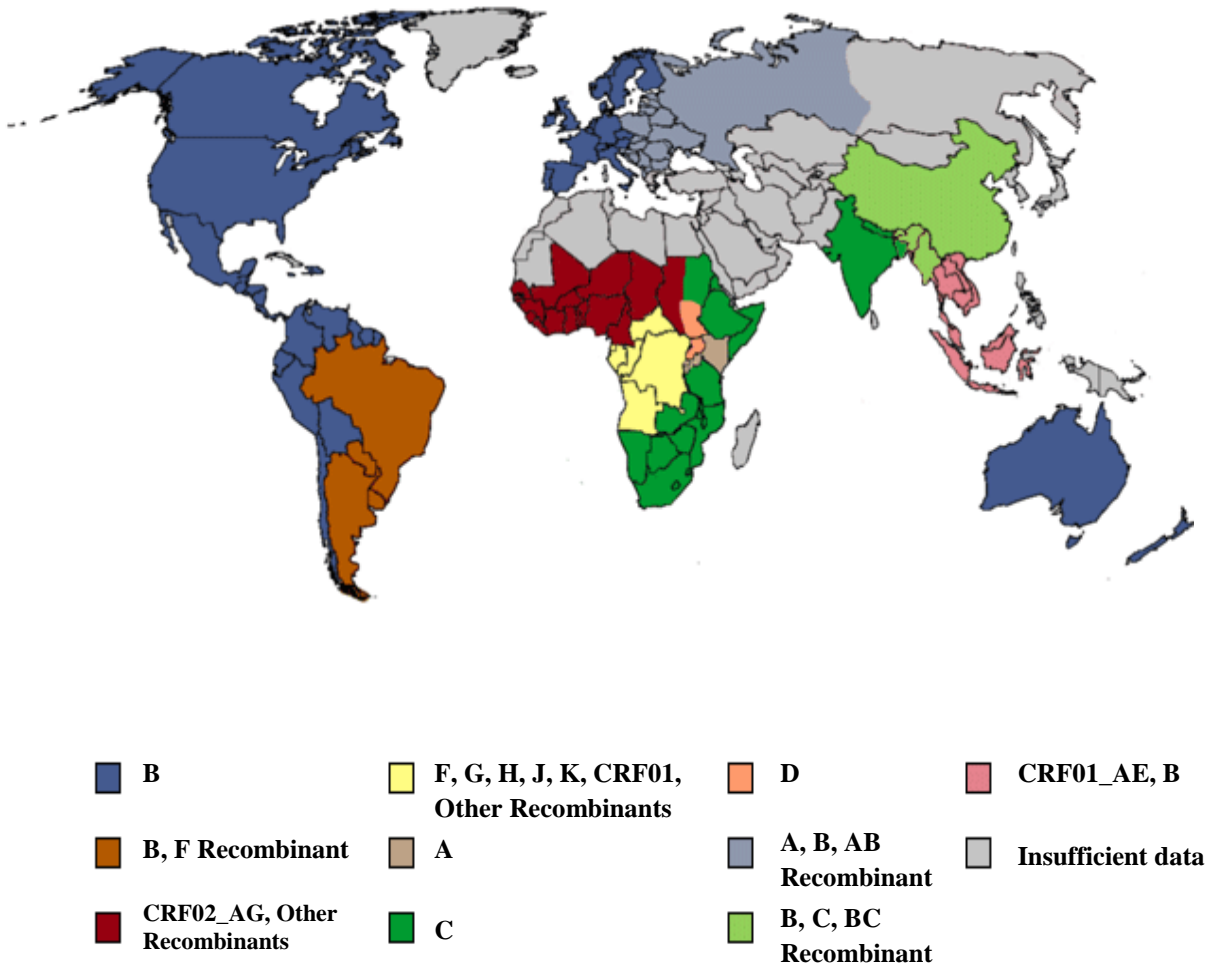 B
F, G, H, J, K, CRF01,
Other Recombinants
D
CRF01_AE, B
B, F Recombinant
A
A, B, AB
Recombinant
Insufficient data
CRF02_AG, Other
Recombinants
C
B, C, BC
Recombinant